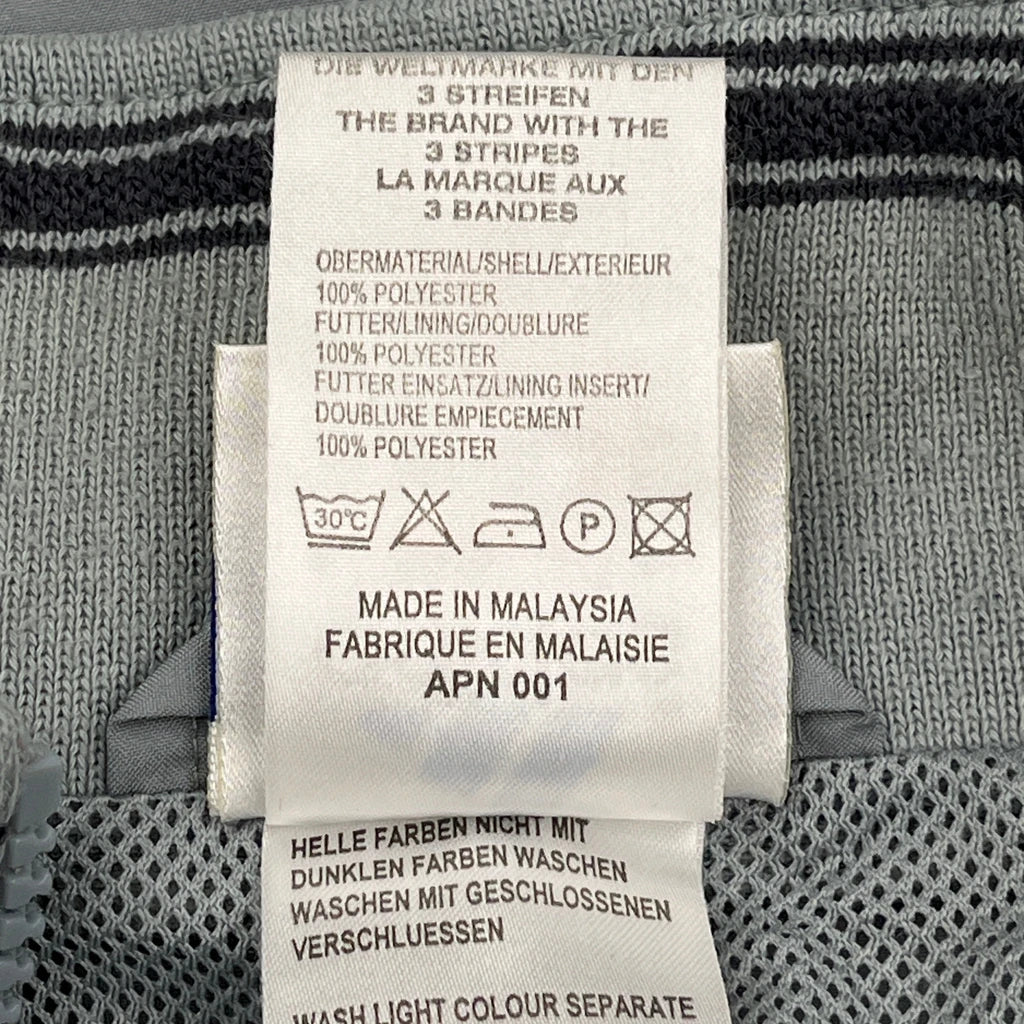 DIE WELTMARKE MIT DEN
3 STREIFEN
THE BRAND WITH THE
3 STRIPES
LA MARQUE AUX
3 BANDES
OBERMATERIAL/SHELL/EXTERIEUR
100% POLYESTER
FUTTER/LINING/DOUBLURE
100% POLYESTER
FUTTER EINSATZ/LINING INSERT/
DOUBLURE EMPIECEMENT
100% POLYESTER
30°C P
MADE IN MALAYSIA
FABRIQUE EN MALAISIE
APN 001
HELLE FARBEN NICHT MIT
DUNKLEN FARBEN WASCHEN
WASCHEN MIT GESCHLOSSENEN
VERSCHLUESSEN
WASH LIGHT COLOUR SEPARATE